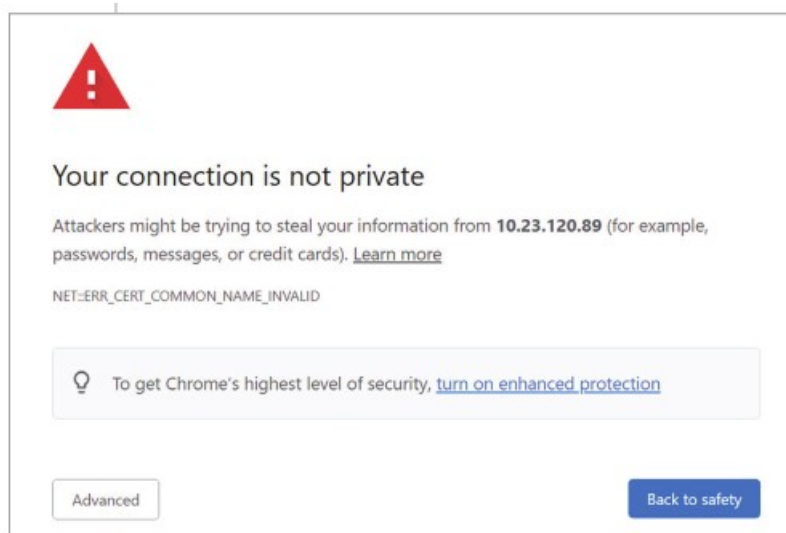 Your connection is not private
Attackers might be trying to steal your information from 10.23.120.89 (for example,
passwords, messages, or credit cards). Learn more
NET::ERR_CERT_COMMON_NAME_INVALID
To get Chrome's highest level of security, turn on enhanced protection
Advanced
Back to safety